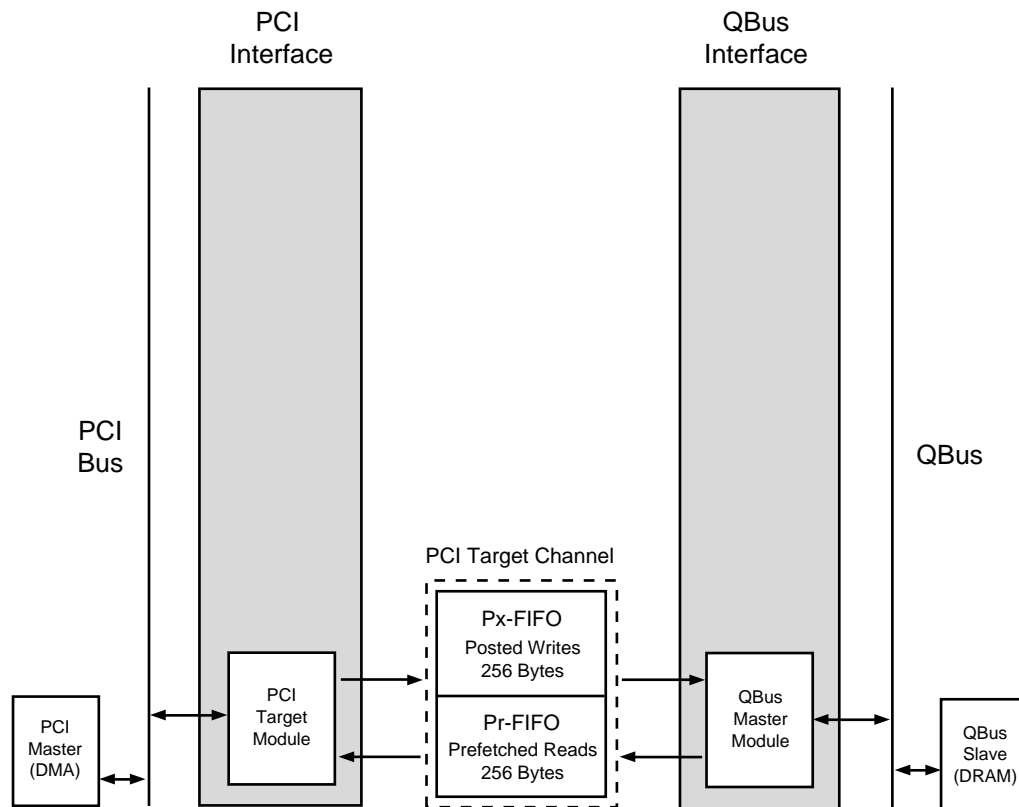 PCI
Interface
QBus
Interface
PCI
Bus
QBus
PCI Target Channel
Px-FIFO
Posted Writes
256 Bytes
Pr-FIFO
Prefetched Reads
256 Bytes
PCI
Target
Module
QBus
Master
Module
PCI
Master
(DMA)
QBus
Slave
(DRAM)